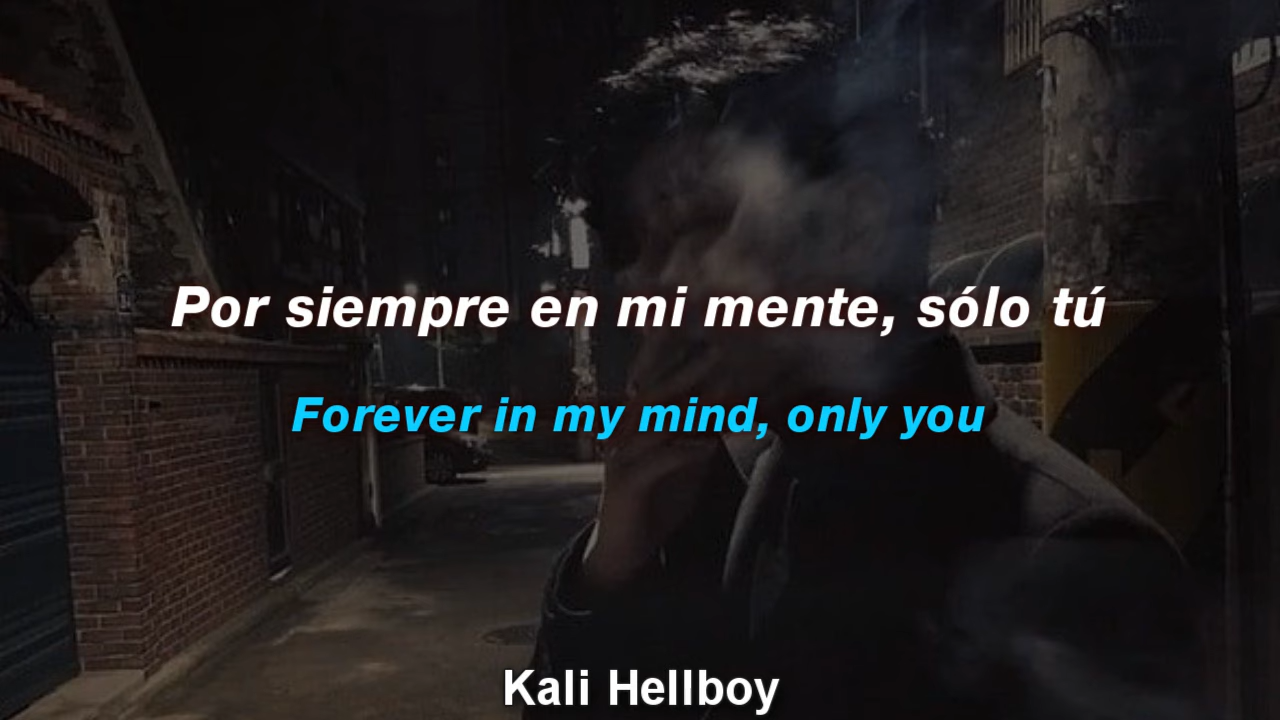 Por siempre en mi mente, sólo tú
Forever in my mind, only you
Kali Hellboy